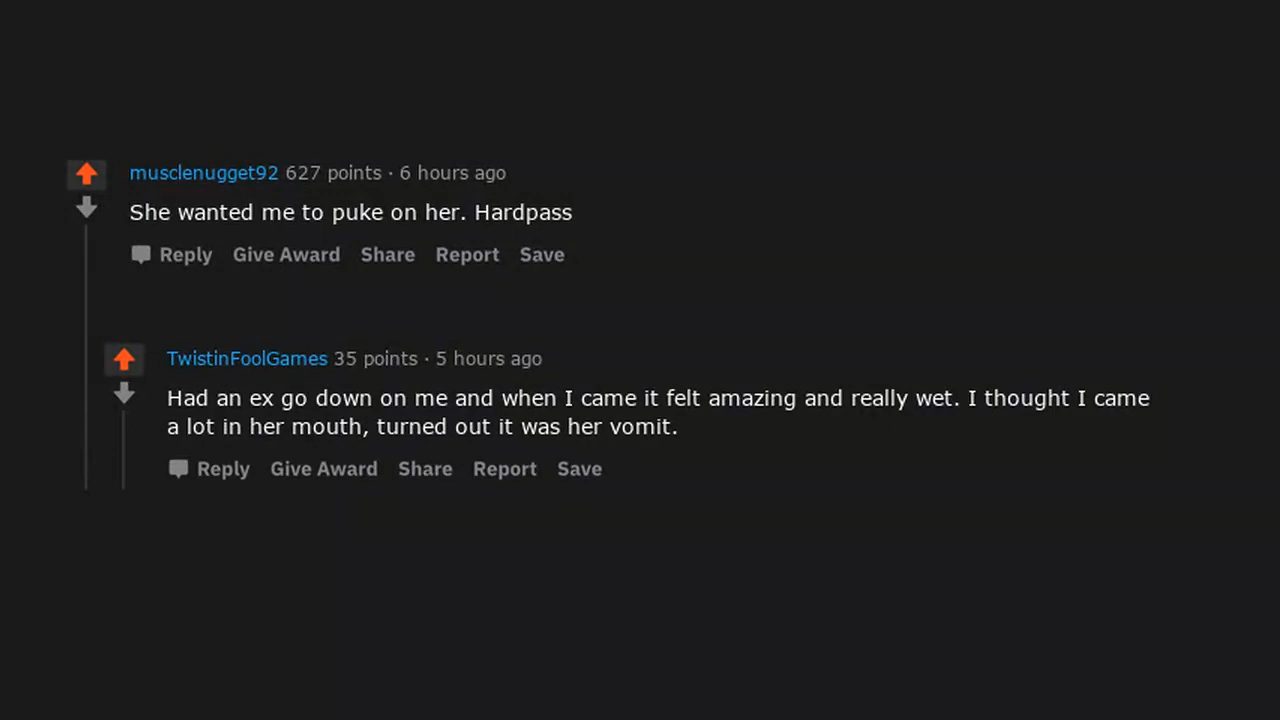 musclenugget92 627 points · 6 hours ago
She wanted me to puke on her. Hardpass
Reply Give Award Share Report Save
TwistinFoolGames 35 points · 5 hours ago
Had an ex go down on me and when I came it felt amazing and really wet. I thought I came
a lot in her mouth, turned out it was her vomit.
Reply Give Award Share Report Save